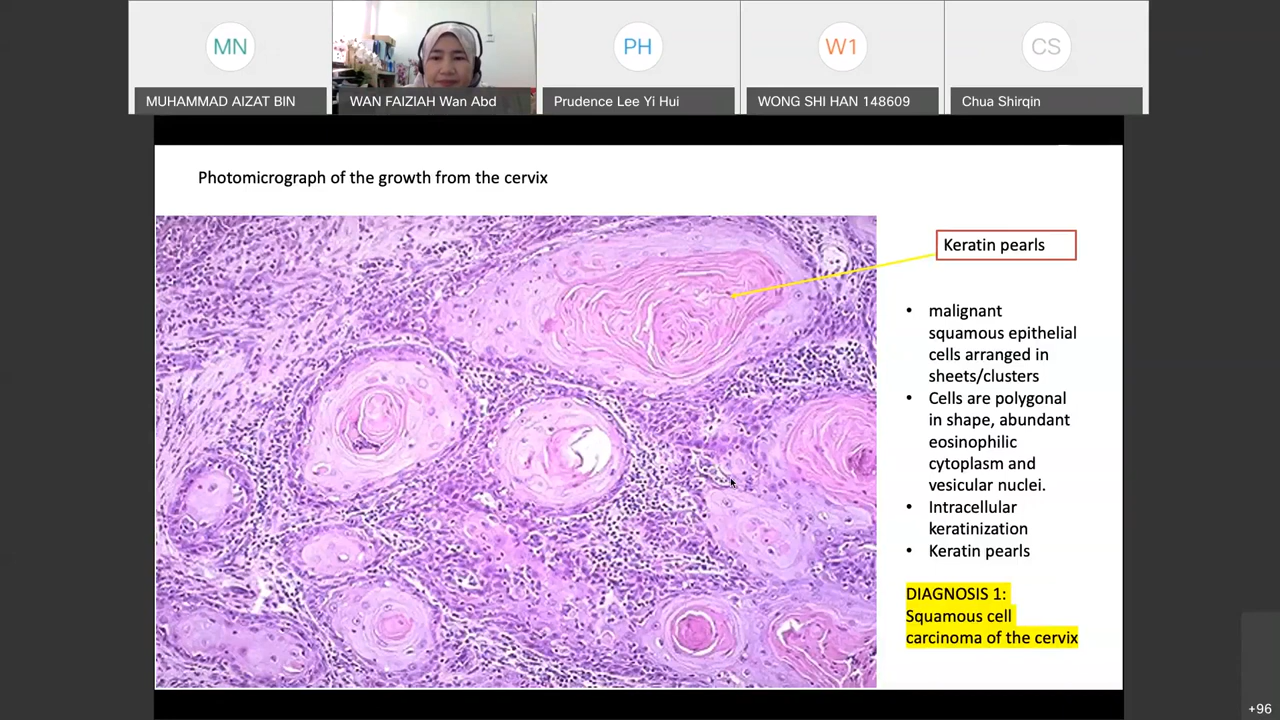 MN
PH
W1
CS
MUHAMMAD AIZAT BIN
WAN FAIZIAH Wan Abd
Prudence Lee Yi Hui
WONG SHI HAN 148609
Chua Shirqin
Photomicrograph of the growth from the cervix
Keratin pearls
• malignant
squamous epithelial
cells arranged in
sheets/clusters
• Cells are polygonal
in shape, abundant
eosinophilic
cytoplasm and
vesicular nuclei.
• Intracellular
keratinization
• Keratin pearls
DIAGNOSIS 1:
Squamous cell
carcinoma of the cervix
+96